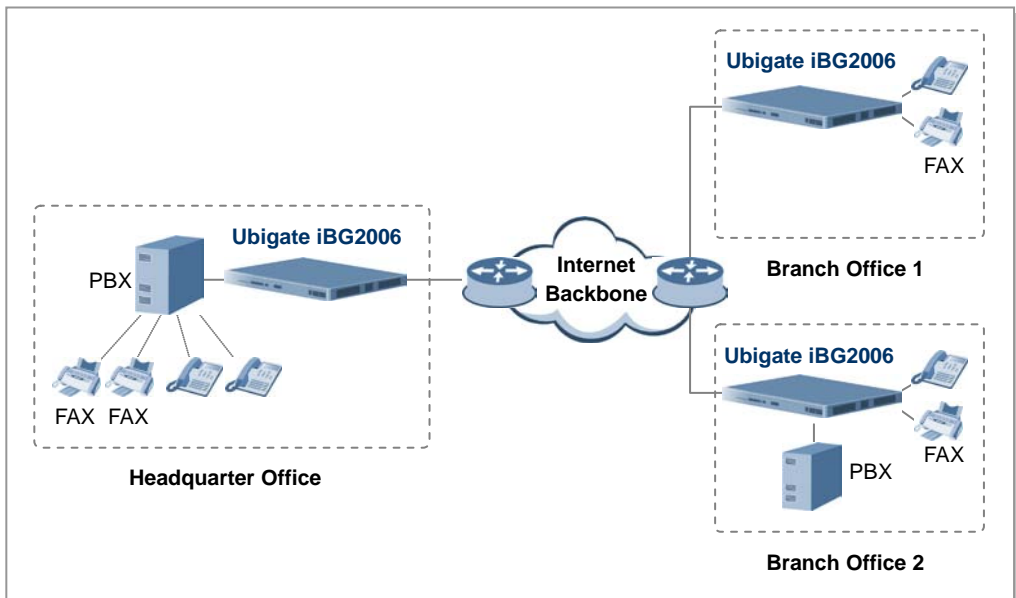 Ubigate iBG2006
FAX
Branch Office 1
Ubigate iBG2006
PBX
FAX
FAX
Headquarter Office
Internet
Backbone
Ubigate iBG2006
FAX
PBX
Branch Office 2